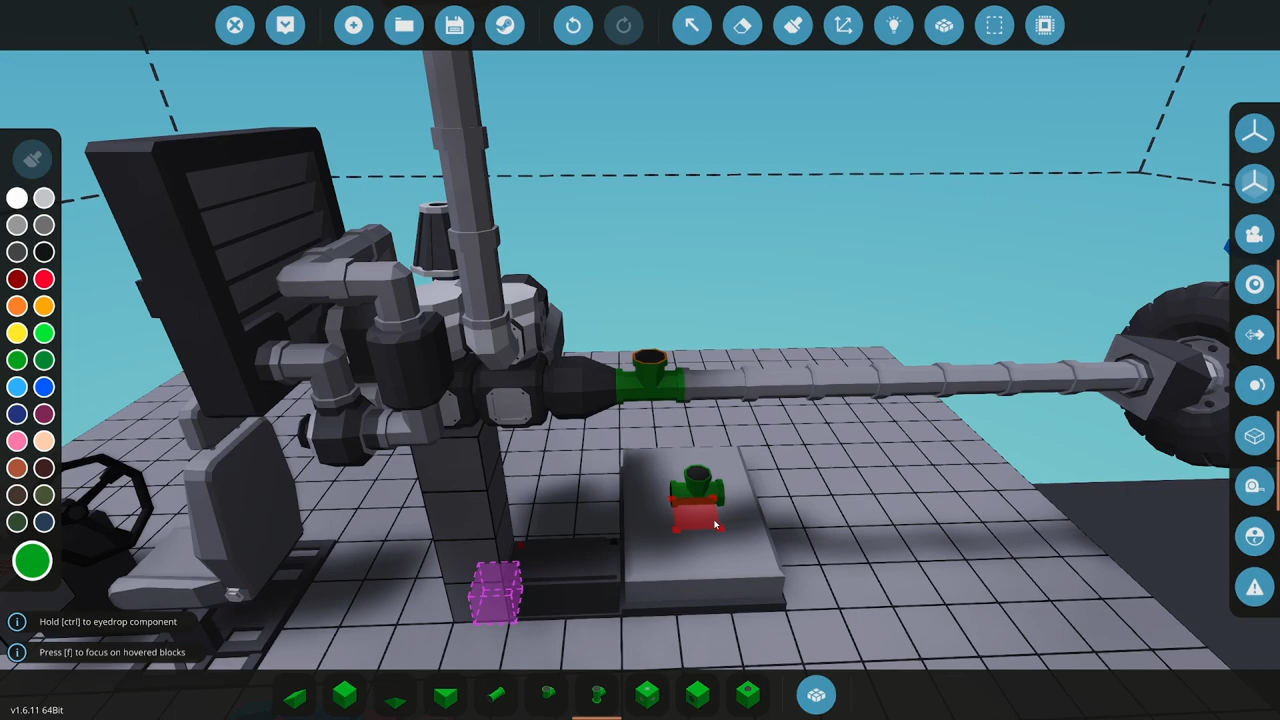 Hold [ctrl] to eyedrop component
Press [f] to focus on hovered blocks
v1.6.11 64Bit